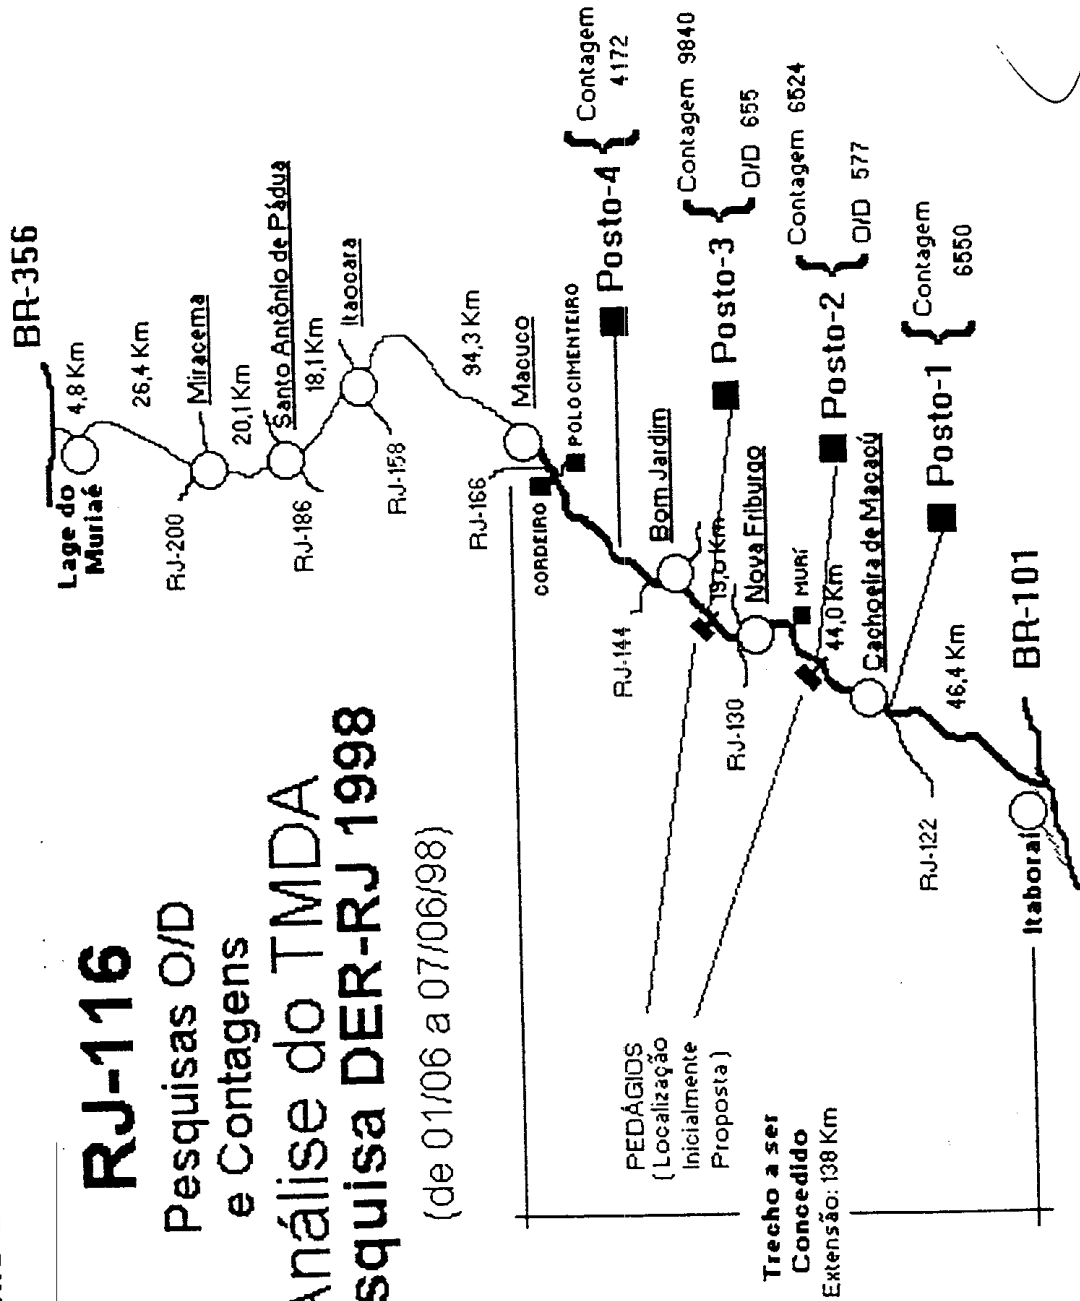 RJ-116
Pesquisas O/D
e Contagens
Análise do TMDA
squisa DER-RJ 1998
(de 01/06 a 07/06/98)
BR-356
Lage do
Muriaé
4,8 Km
26,4 Km
RJ-200
Miracema
20,1 Km
Santo Antônio de Pádua
RJ-186
18,1 Km
Itaocara
RJ-158
94,3 Km
RJ-166
Macuco
CORDEIRO
POLO CIMENTEIRO
Posto-4
Contagem
4172
RJ-144
Bom Jardim
Posto-3
Contagem 9840
O/D 655
RJ-130
Nova Friburgo
MURÍ
44,0 Km
Posto-2
Contagem 6524
O/D 577
Cachoeira de Macacú
Posto-1
Contagem
6550
RJ-122
46,4 Km
BR-101
Itaboraí
PEDÁGIOS
(Localização
Inicialmente
Proposta)
Trecho a ser
Concedido
Extensão: 138 Km